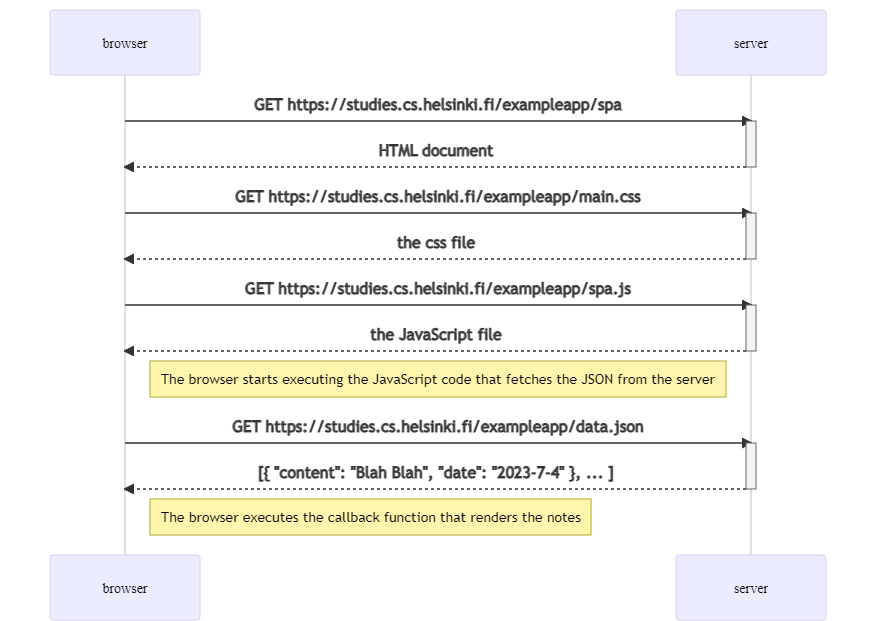 browser
server
GET https://studies.cs.helsinki.fi/exampleapp/spa
HTML document
GET https://studies.cs.helsinki.fi/exampleapp/main.css
the css file
GET https://studies.cs.helsinki.fi/exampleapp/spa.js
the JavaScript file
The browser starts executing the JavaScript code that fetches the JSON from the server
GET https://studies.cs.helsinki.fi/exampleapp/data.json
[{ "content": "Blah Blah", "date": "2023-7-4" }, ... ]
The browser executes the callback function that renders the notes
browser
server